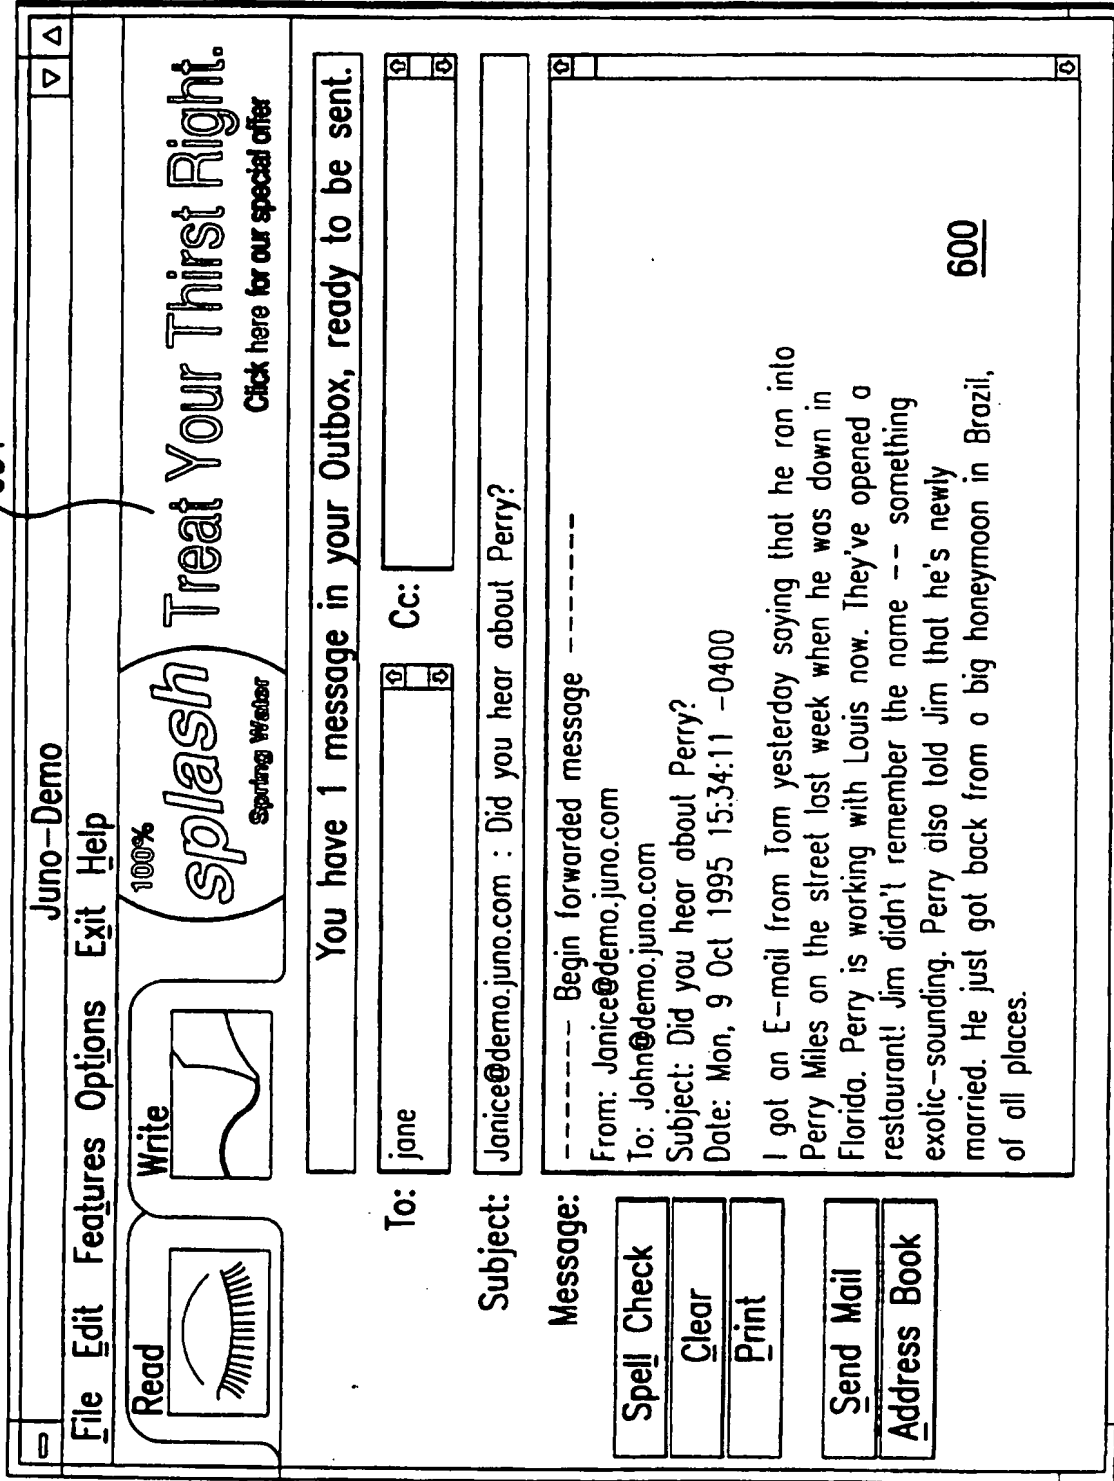 Juno-Demo
File Edit Features Options Exit Help
Read
Write
100%
splash
Spring Water
Treat Your Thirst Right.
Click here for our special offer
You have 1 message in your Outbox, ready to be sent.
To: jane
Cc:
Subject: Janice@demo.juno.com : Did you hear about Perry?
Message:
Spell Check
Clear
Print
Send Mail
Address Book
------- Begin forwarded message --------
From: Janice@demo.juno.com
To: John@demo.juno.com
Subject: Did you hear about Perry?
Date: Mon, 9 Oct 1995 15:34:11 -0400
I got an E-mail from Tom yesterday saying that he ran into
Perry Miles on the street last week when he was down in
Florida. Perry is working with Louis now. They've opened a
restaurant! Jim didn't remember the name -- something
exotic-sounding. Perry also told Jim that he's newly
married. He just got back from a big honeymoon in Brazil,
of all places.
600